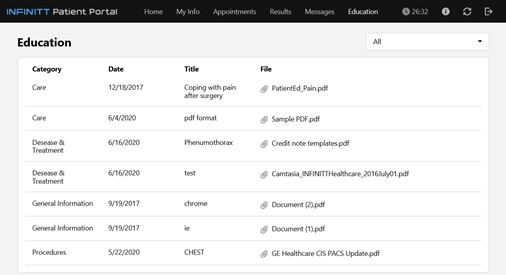 INFINITT Patient Portal Home My Info Appointments Results Messages Education 26:32
Education All
Category Date Title File
Care 12/18/2017 Coping with pain after surgery PatientEd_Pain.pdf
Care 6/4/2020 pdf format Sample PDF.pdf
Desease & Treatment 6/16/2020 Phenumothorax Credit note templates.pdf
Desease & Treatment 6/16/2020 test Camtasia_INFINITTHealthcare_2016July01.pdf
General Information 9/19/2017 chrome Document (2).pdf
General Information 9/19/2017 ie Document (1).pdf
Procedures 5/22/2020 CHEST GE Healthcare CIS PACS Update.pdf